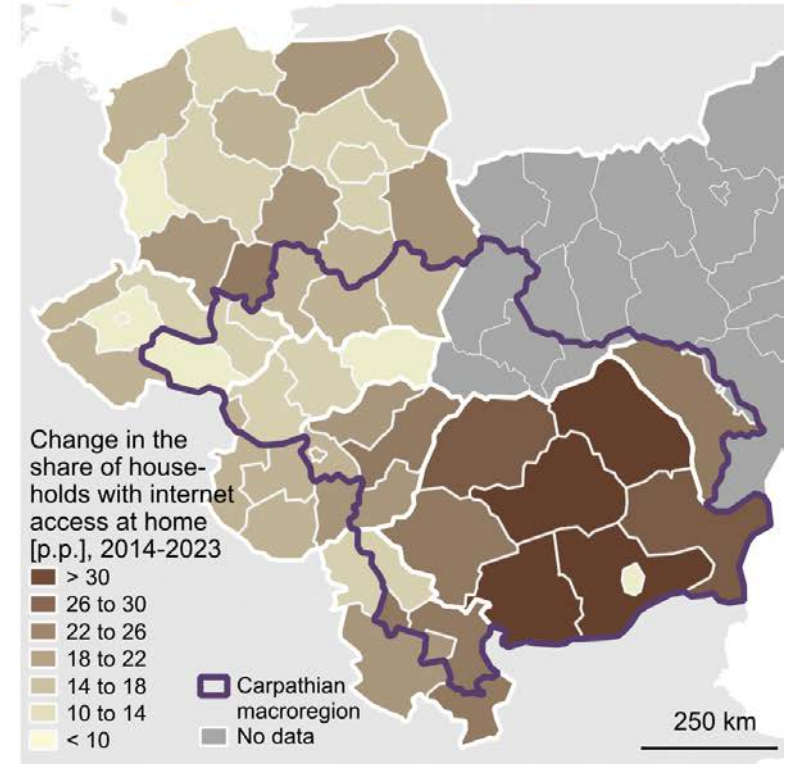 Change in the
share of house-
holds with internet
access at home
[p.p.], 2014-2023
> 30
26 to 30
22 to 26
18 to 22
14 to 18
10 to 14
< 10
Carpathian
macroregion
No data
250 km